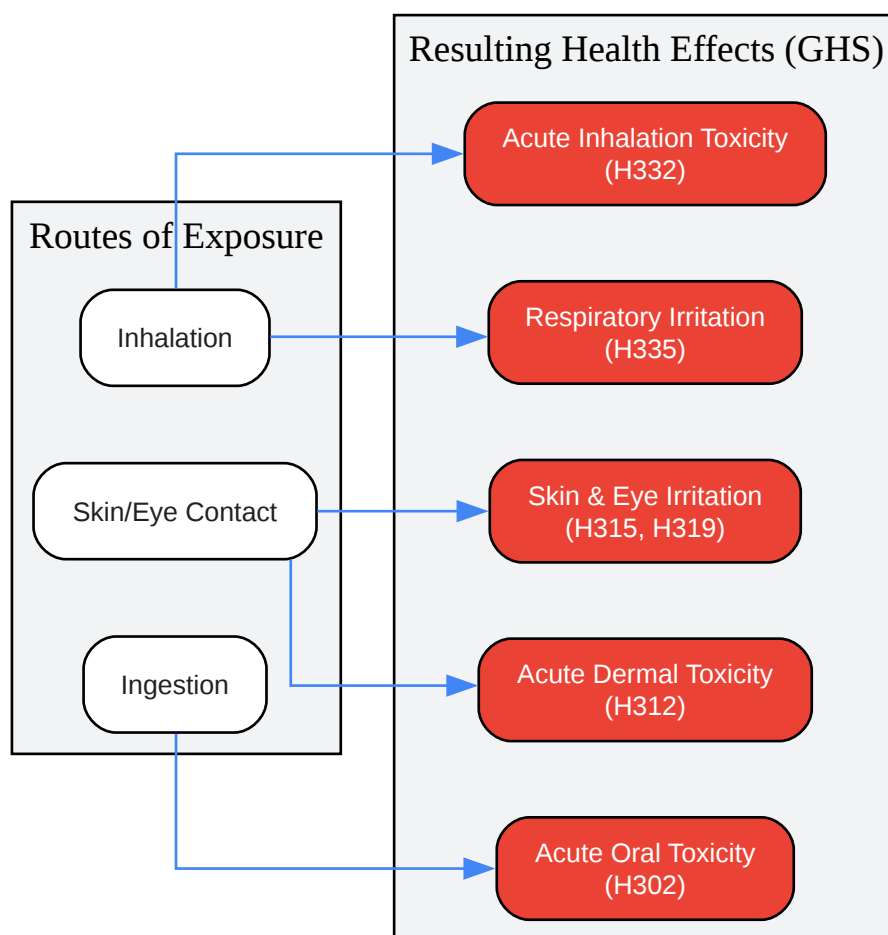 Resulting Health Effects (GHS)
Acute Inhalation Toxicity
(H332)
Routes of Exposure
Inhalation
Respiratory Irritation
(H335)
Skin/Eye Contact
Skin & Eye Irritation
(H315, H319)
Ingestion
Acute Dermal Toxicity
(H312)
Acute Oral Toxicity
(H302)